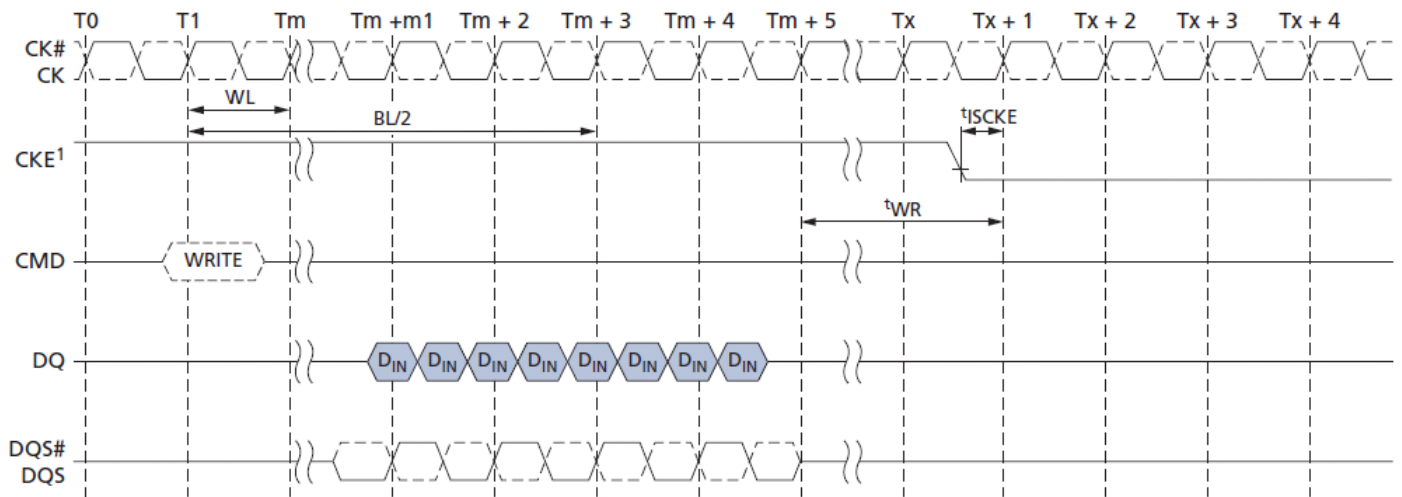 T0 T1 Tm Tm +m1 Tm + 2 Tm + 3 Tm + 4 Tm + 5 Tx Tx + 1 Tx + 2 Tx + 3 Tx + 4
CK#
CK
WL
BL/2
tISCKE
CKE1
tWR
CMD WRITE
DQ DIN DIN DIN DIN DIN DIN DIN DIN
DQS#
DQS